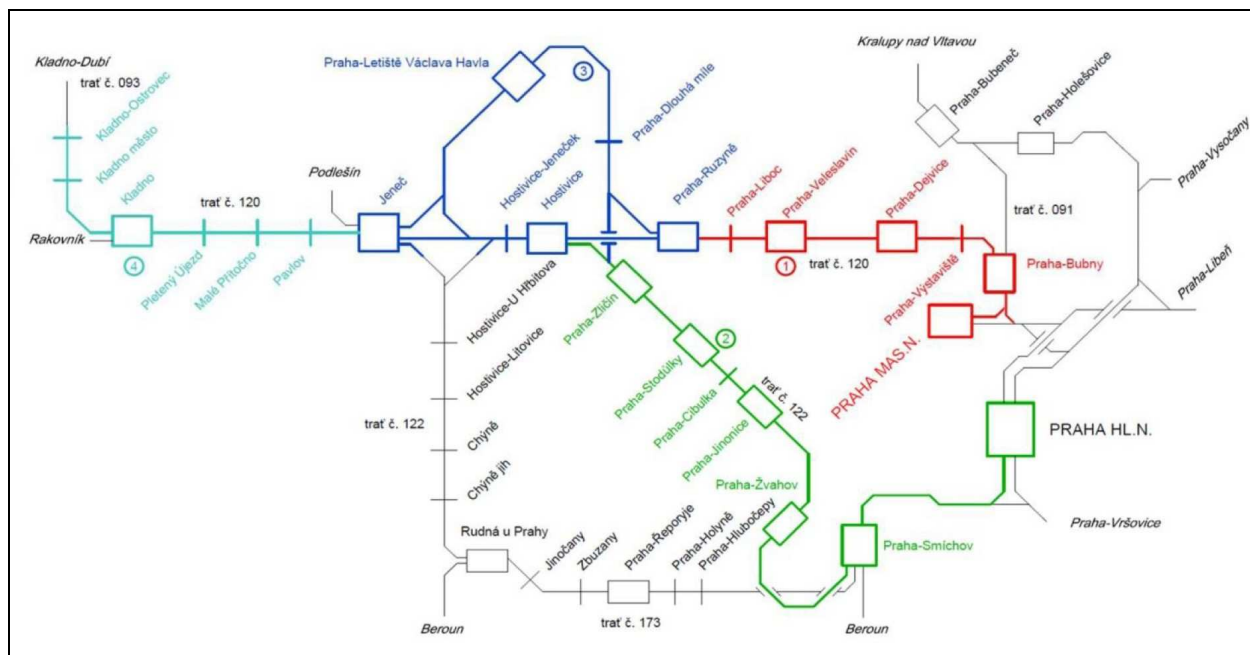 Kladno-Dubí
trať č. 093
Kladno-Ostrovec
Kladno město
Kladno
Rakovník
4
trať č. 120
Pletený Újezd
Malé Přítočno
Pavlov
Podlešín
Jeneč
Praha-Letiště Václava Havla
3
Praha-Dlouhá míle
Hostivice-Jeneček
Hostivice
Praha-Ruzyně
Praha-Liboc
Praha-Veleslavín
1
trať č. 120
Praha-Dejvice
Praha-Výstaviště
Praha-Bubny
PRAHA MAS.N.
Kralupy nad Vltavou
Praha-Bubeneč
Praha-Holešovice
trať č. 091
Praha-Vysočany
Praha-Libeň
PRAHA HL.N.
Praha-Vršovice
Praha-Zličín
Praha-Stodůlky
2
Praha-Cibulka
trať č. 122
Praha-Jinonice
Praha-Žvahov
Praha-Smíchov
Beroun
Hostivice-U Hřbitova
Hostivice-Litovice
trať č. 122
Chýně
Chýně jih
Rudná u Prahy
Beroun
Jinočany
Zbuzany
Praha-Řeporyje
trať č. 173
Praha-Holyně
Praha-Hlubočepy